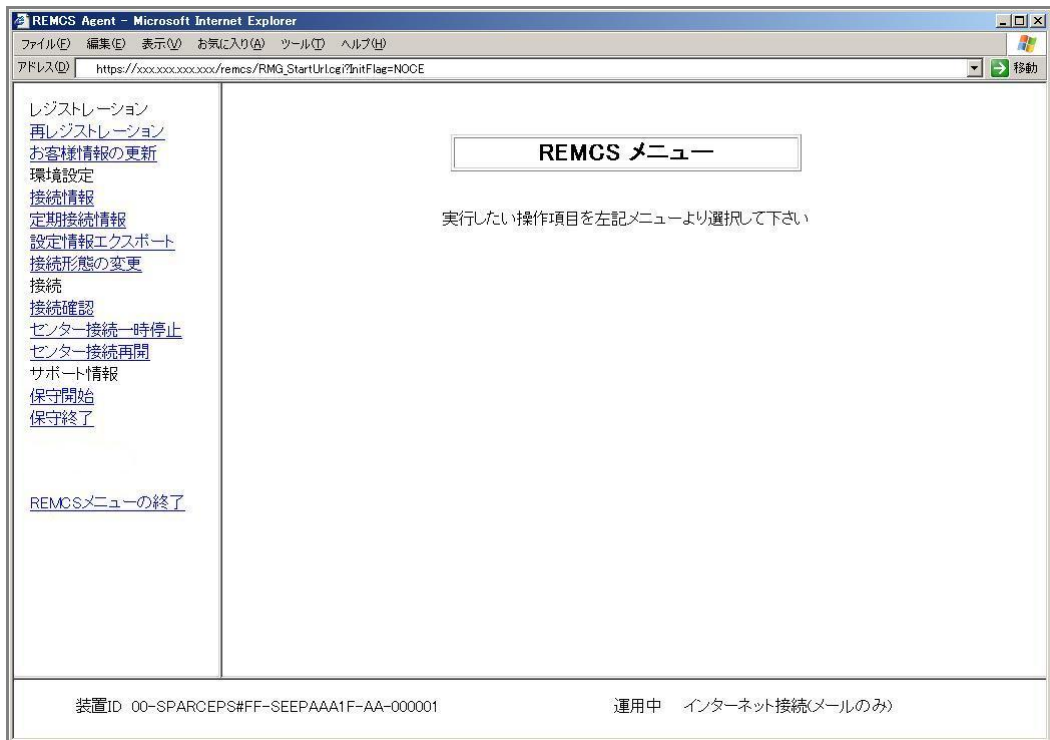 REMCS Agent - Microsoft Internet Explorer
ファイル(F) 編集(E) 表示(V) お気に入り(A) ツール(T) ヘルプ(H)
アドレス(D) https://xxx.xxx.xxx.xxx/remcs/RMG_StartUrl.cgi?InitFlag=NOCE 移動
レジストレーション
再レジストレーション
お客様情報の更新
環境設定
接続情報
定期接続情報
設定情報エクスポート
接続形態の変更
接続
接続確認
センター接続一時停止
センター接続再開
サポート情報
保守開始
保守終了
REMCSメニューの終了
REMCS メニュー
実行したい操作項目を左記メニューより選択して下さい
装置ID 00-SPARCEPS#FF-SEEPAAA1F-AA-000001 運用中 インターネット接続(メールのみ)